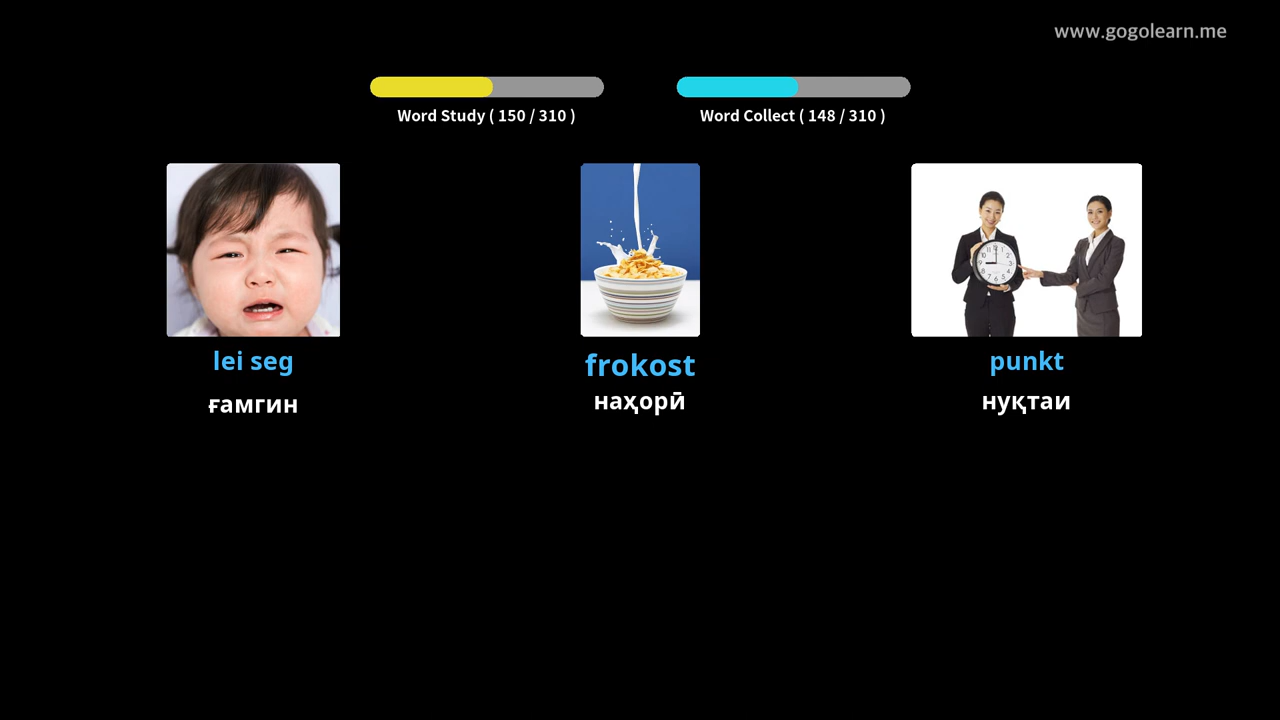 www.gogolearn.me
Word Study ( 150 / 310 )
Word Collect ( 148 / 310 )
lei seg
ғамгин
frokost
наҳорӣ
punkt
нуқтаи